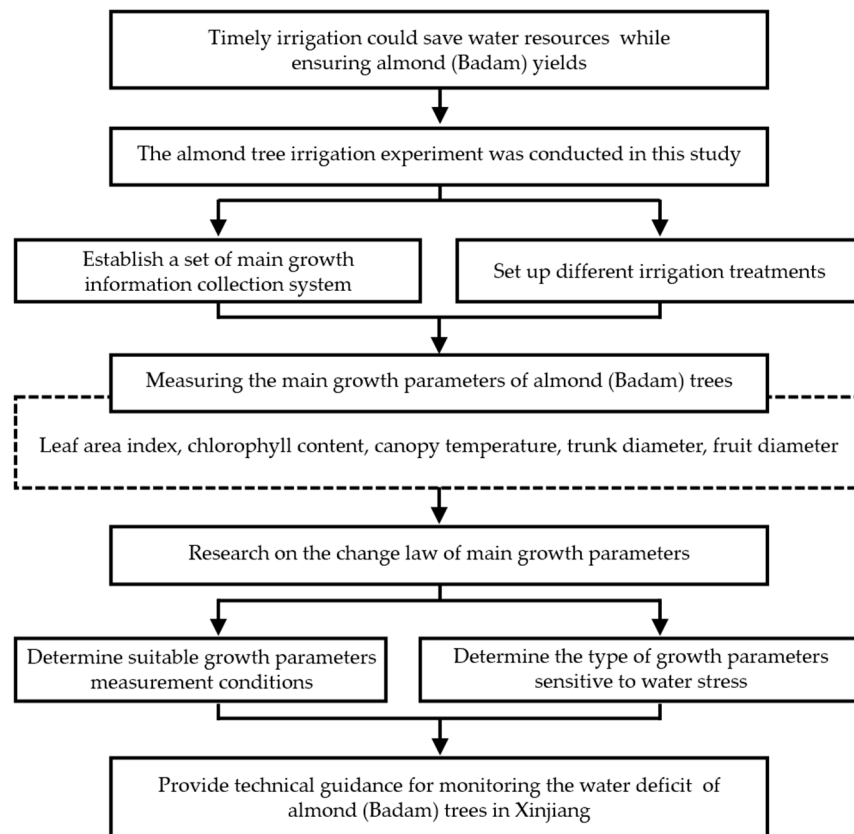 Timely irrigation could save water resources while
ensuring almond (Badam) yields
The almond tree irrigation experiment was conducted in this study
Establish a set of main growth
information collection system
Set up different irrigation treatments
Measuring the main growth parameters of almond (Badam) trees
Leaf area index, chlorophyll content, canopy temperature, trunk diameter, fruit diameter
Research on the change law of main growth parameters
Determine suitable growth parameters
measurement conditions
Determine the type of growth parameters
sensitive to water stress
Provide technical guidance for monitoring the water deficit of
almond (Badam) trees in Xinjiang